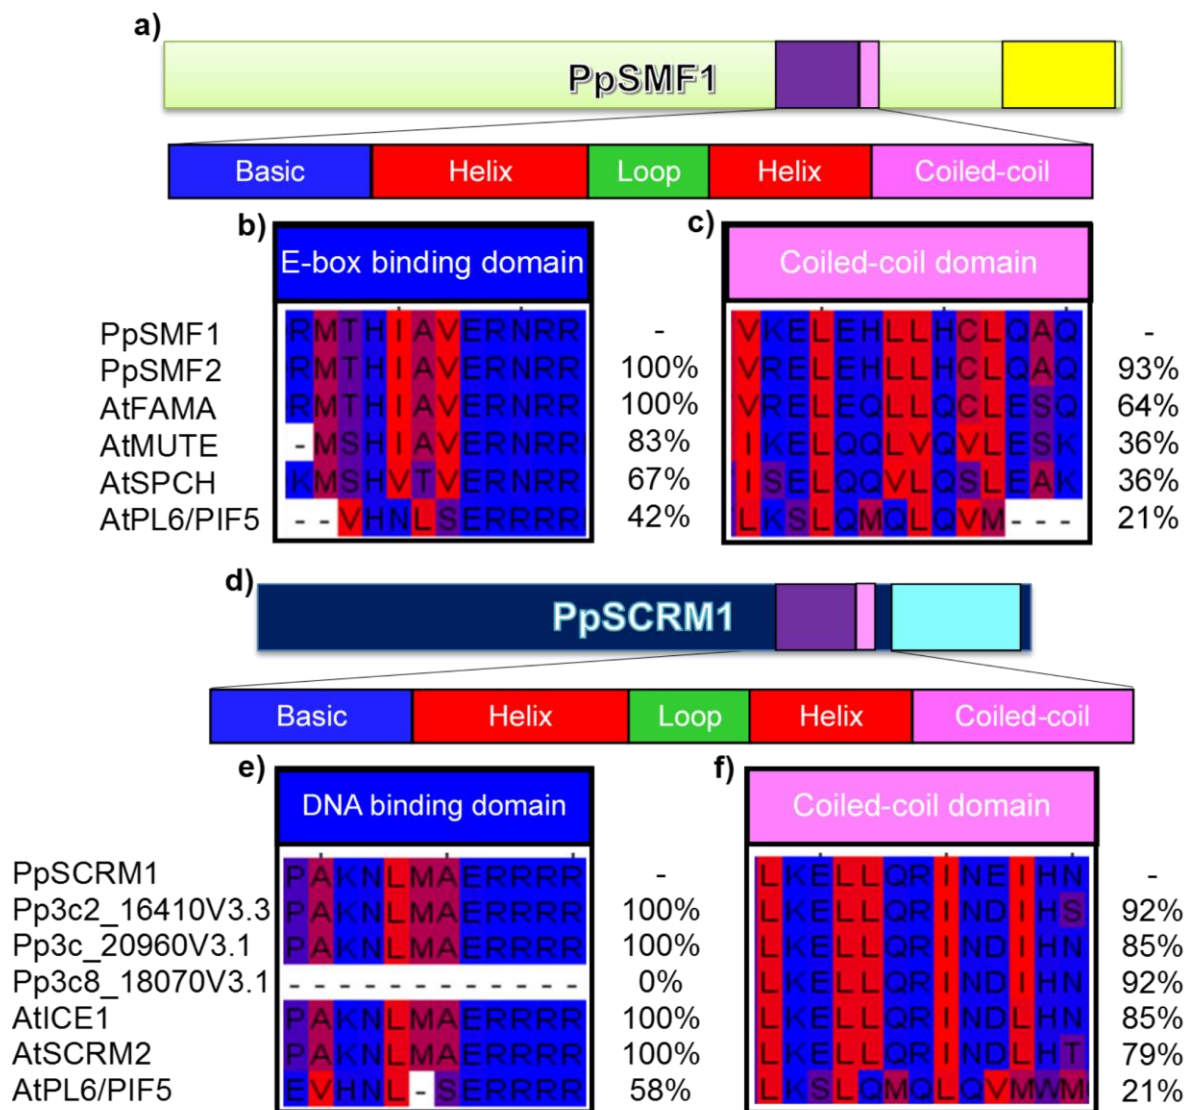 a)
PpSMF1
Basic Helix Loop Helix Coiled-coil
b) c)
E-box binding domain Coiled-coil domain
PpSMF1 RMTHIAVERNRR - VKELEHLLHCLQAQ -
PpSMF2 RMTHIAVERNRR 100% VRELEHLLHCLQAQ 93%
AtFAMA RMTHIAVERNRR 100% VRELEQLLQCLESQ 64%
AtMUTE -MSHIAVERNRR 83% IKELQQLVQVLESK 36%
AtSPCH KMSHVTVERNRR 67% ISELQQVLQSLEAK 36%
AtPL6/PIF5 --VHNLSERRRR 42% LKSLQMQLQVM--- 21%
d)
PpSCRM1
Basic Helix Loop Helix Coiled-coil
e) f)
DNA binding domain Coiled-coil domain
PpSCRM1 PAKNLMAERRRR - LKELLQRINEIHN -
Pp3c2_16410V3.3 PAKNLMAERRRR 100% LKELLQRINDIHS 92%
Pp3c_20960V3.1 PAKNLMAERRRR 100% LKELLQRINDIHN 85%
Pp3c8_18070V3.1 ------------ 0% LKELLQRINDIHN 92%
AtICE1 PAKNLMAERRRR 100% LKELLQRINDLHN 85%
AtSCRM2 PAKNLMAERRRR 100% LKELLQRINDLHT 79%
AtPL6/PIF5 EVHNL-SERRRR 58% LKSLQMQLQVMWM 21%